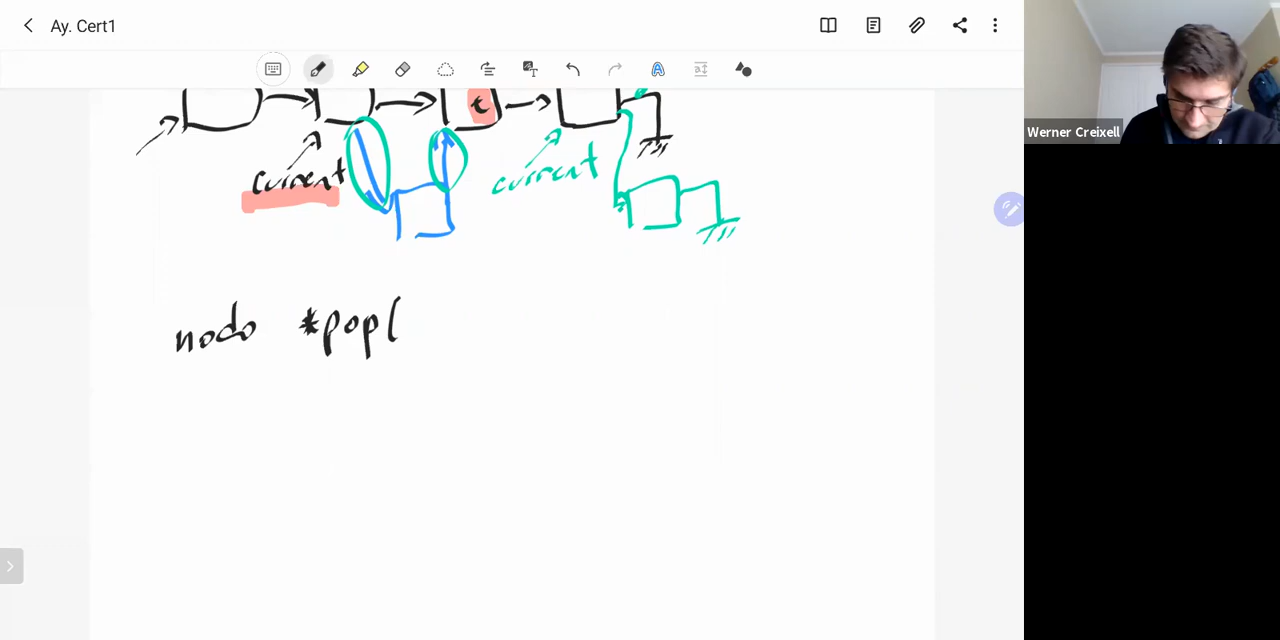 Ay. Cert1
Werner Creixell
t
current
current
nodo *pop(